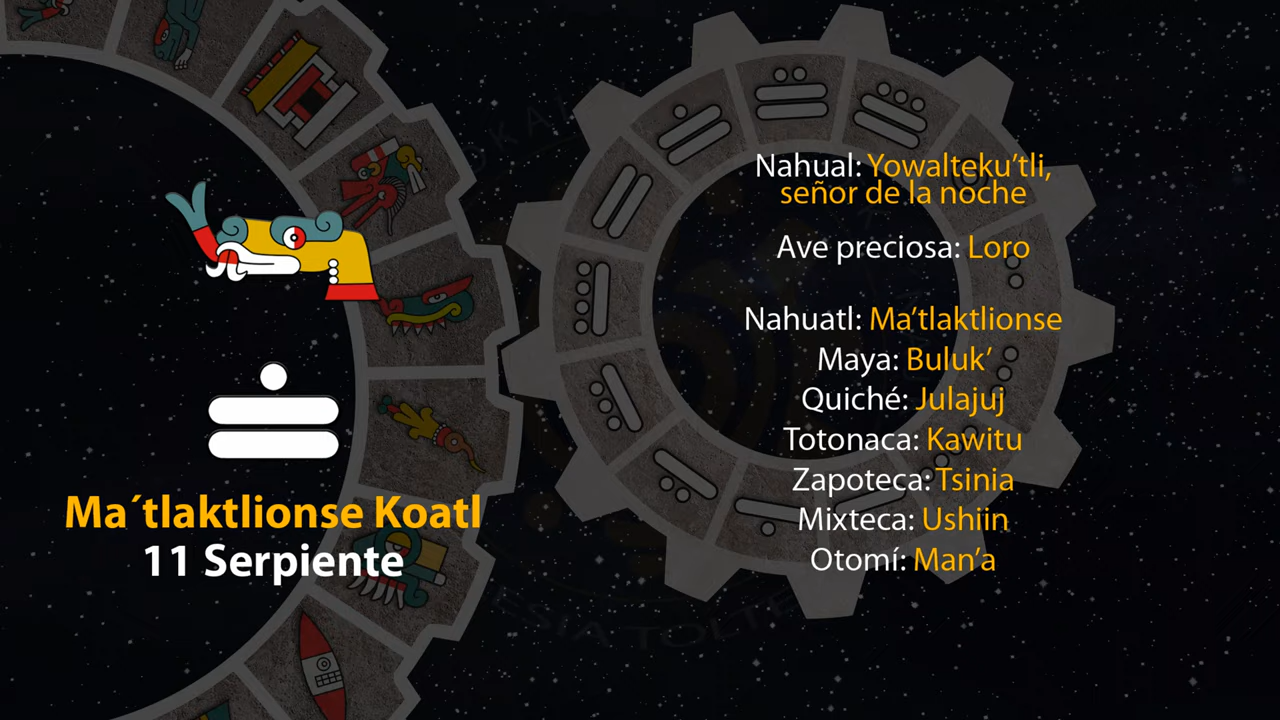 Ma´tlaktlionse Koatl
11 Serpiente
Nahual: Yowalteku’tli,
señor de la noche
Ave preciosa: Loro
Nahuatl: Ma’tlaktlionse
Maya: Buluk’
Quiché: Julajuj
Totonaca: Kawitu
Zapoteca: Tsinia
Mixteca: Ushiin
Otomí: Man’a